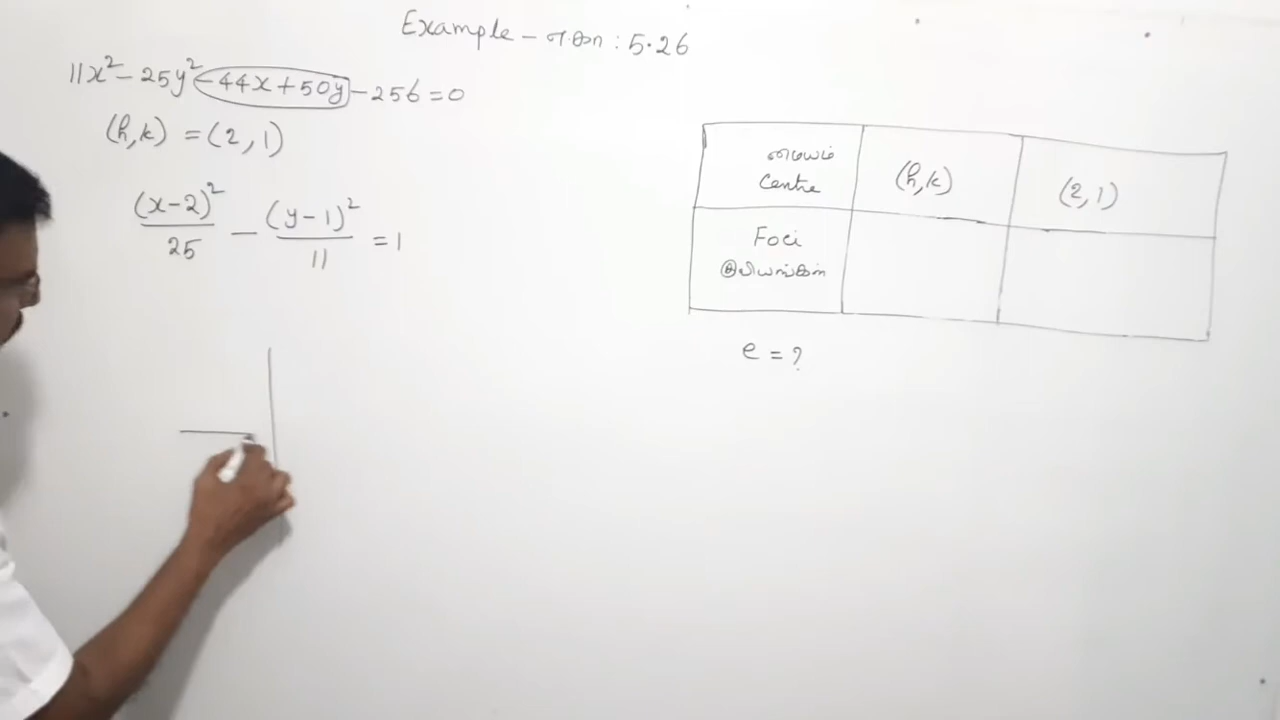 Example – எ.கா : 5.26
11x² – 25y² – 44x + 50y – 256 = 0
(h,k) = (2, 1)
(x–2)²/25 – (y–1)²/11 = 1
மையம்
Centre
(h, k)
(2, 1)
Foci
குவியங்கள்
e = ?